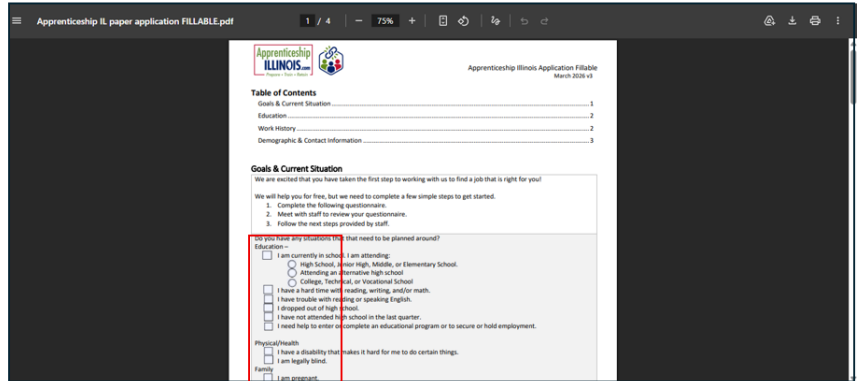 Apprenticeship IL paper application FILLABLE.pdf
1 / 4
75%
Apprenticeship
ILLINOIS.com
Prepare • Train • Retain
Apprenticeship Illinois Application Fillable
March 2026 v3
Table of Contents
Goals & Current Situation 1
Education 2
Work History 2
Demographic & Contact Information 3
Goals & Current Situation
We are excited that you have taken the first step to working with us to find a job that is right for you!
We will help you for free, but we need to complete a few simple steps to get started.
1. Complete the following questionnaire.
2. Meet with staff to review your questionnaire.
3. Follow the next steps provided by staff.
Do you have any situations that that need to be planned around?
Education –
I am currently in school. I am attending:
High School, Junior High, Middle, or Elementary School.
Attending an alternative high school
College, Technical, or Vocational School
I have a hard time with reading, writing, and/or math.
I have trouble with reading or speaking English.
I dropped out of high school.
I have not attended high school in the last quarter.
I need help to enter or complete an educational program or to secure or hold employment.
Physical/Health
I have a disability that makes it hard for me to do certain things.
I am legally blind.
Family
I am pregnant.